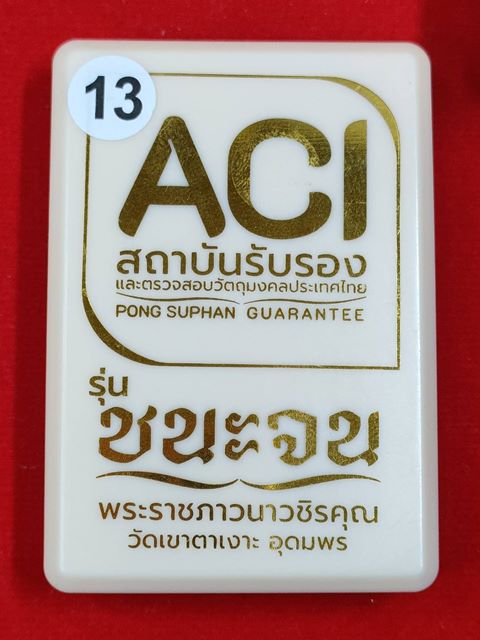 13
ACI
สถาบันรับรอง
และตรวจสอบวัตถุมงคลประเทศไทย
PONG SUPHAN GUARANTEE
รุ่น
ชนะจน
พระราชภาวนาวชิรคุณ
วัดเขาตาเงาะ อุดมพร